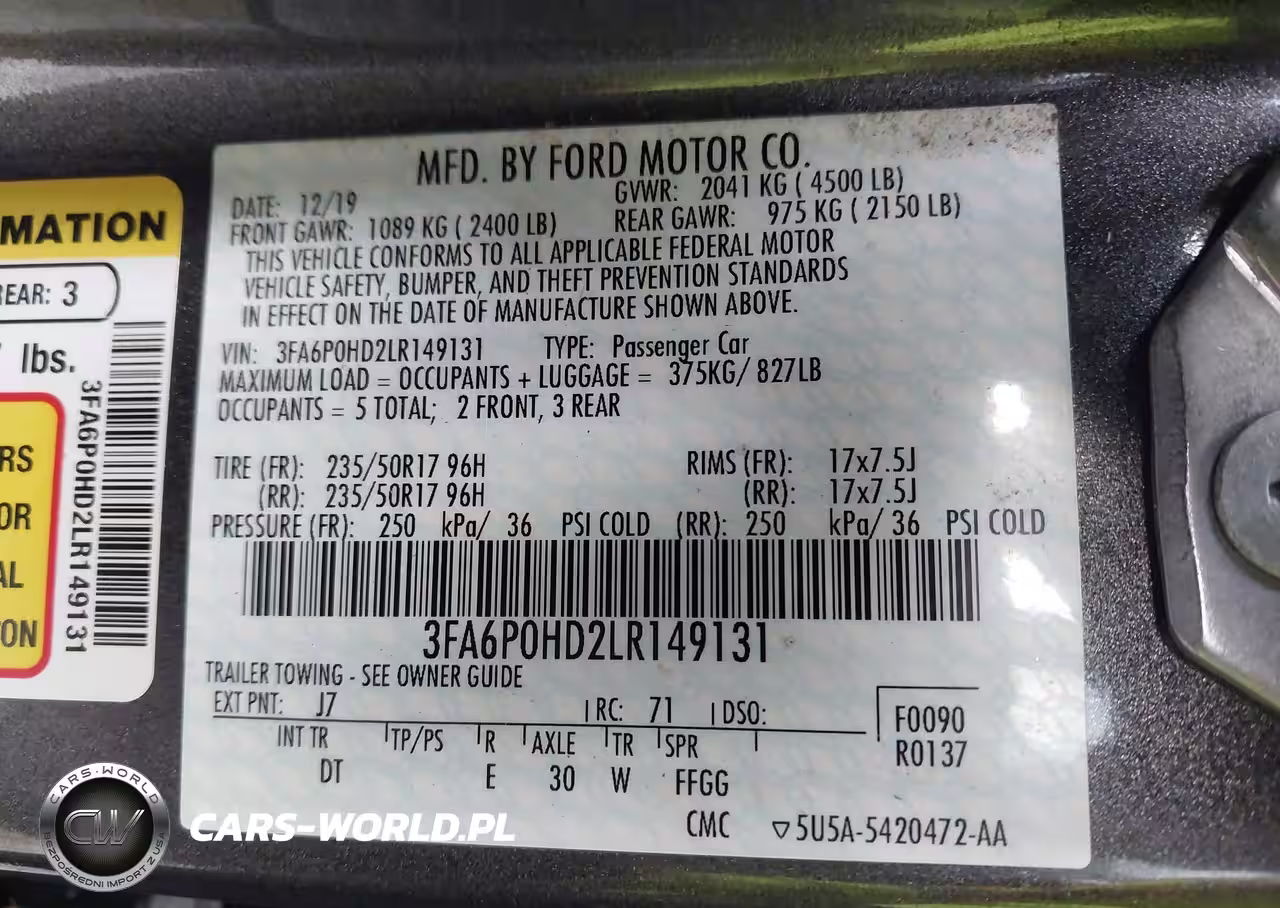 MATION
REAR: 3
lbs.
3FA6P0HD2LR149131
RS
OR
AL
ON
MFD. BY FORD MOTOR CO.
DATE: 12/19 GVWR: 2041 KG ( 4500 LB)
FRONT GAWR: 1089 KG ( 2400 LB) REAR GAWR: 975 KG ( 2150 LB)
THIS VEHICLE CONFORMS TO ALL APPLICABLE FEDERAL MOTOR
VEHICLE SAFETY, BUMPER, AND THEFT PREVENTION STANDARDS
IN EFFECT ON THE DATE OF MANUFACTURE SHOWN ABOVE.
VIN: 3FA6P0HD2LR149131 TYPE: Passenger Car
MAXIMUM LOAD = OCCUPANTS + LUGGAGE = 375KG/ 827LB
OCCUPANTS = 5 TOTAL; 2 FRONT, 3 REAR
TIRE (FR): 235/50R17 96H RIMS (FR): 17x7.5J
(RR): 235/50R17 96H (RR): 17x7.5J
PRESSURE (FR): 250 kPa/ 36 PSI COLD (RR): 250 kPa/ 36 PSI COLD
3FA6P0HD2LR149131
TRAILER TOWING - SEE OWNER GUIDE
EXT PNT: J7 RC: 71 DSO:
F0090
R0137
INT TR TP/PS R AXLE TR SPR
DT E 30 W FFGG
CMC ▽5U5A-5420472-AA
CARS-WORLD
CW
BEZPOŚREDNI IMPORT Z USA
CARS-WORLD.PL